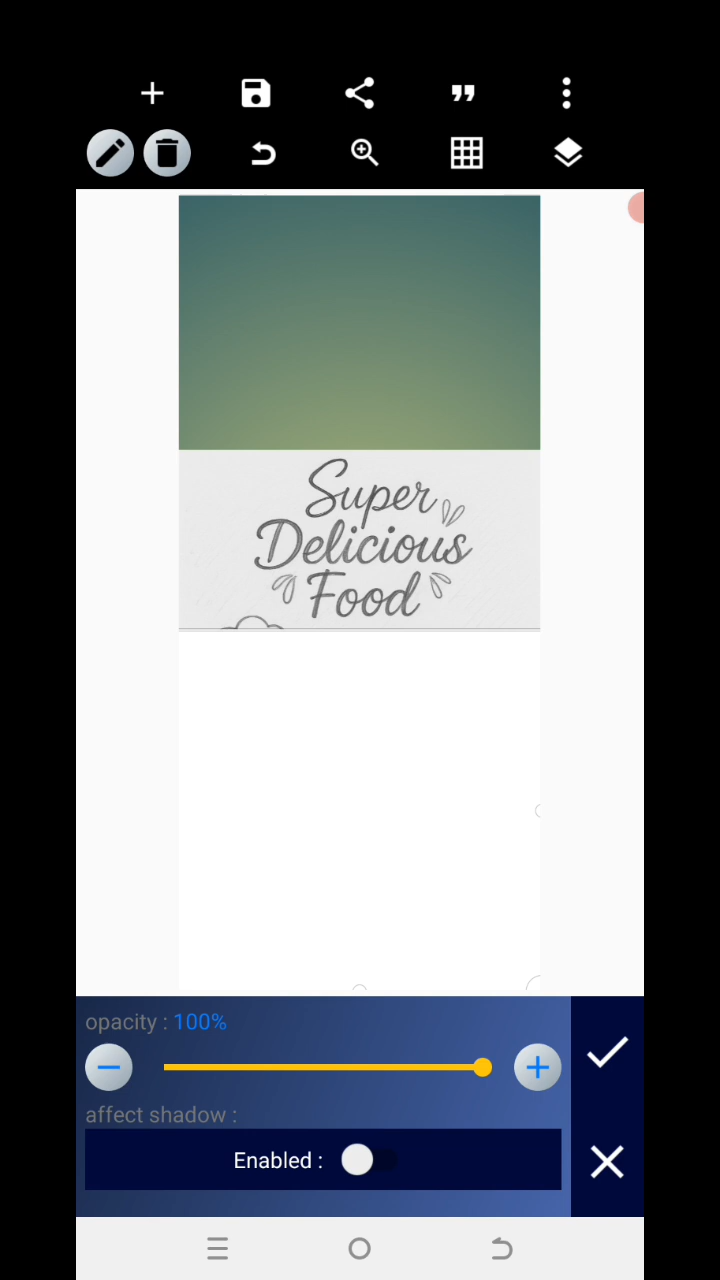 Super
Delicious
Food
opacity : 100%
affect shadow :
Enabled :